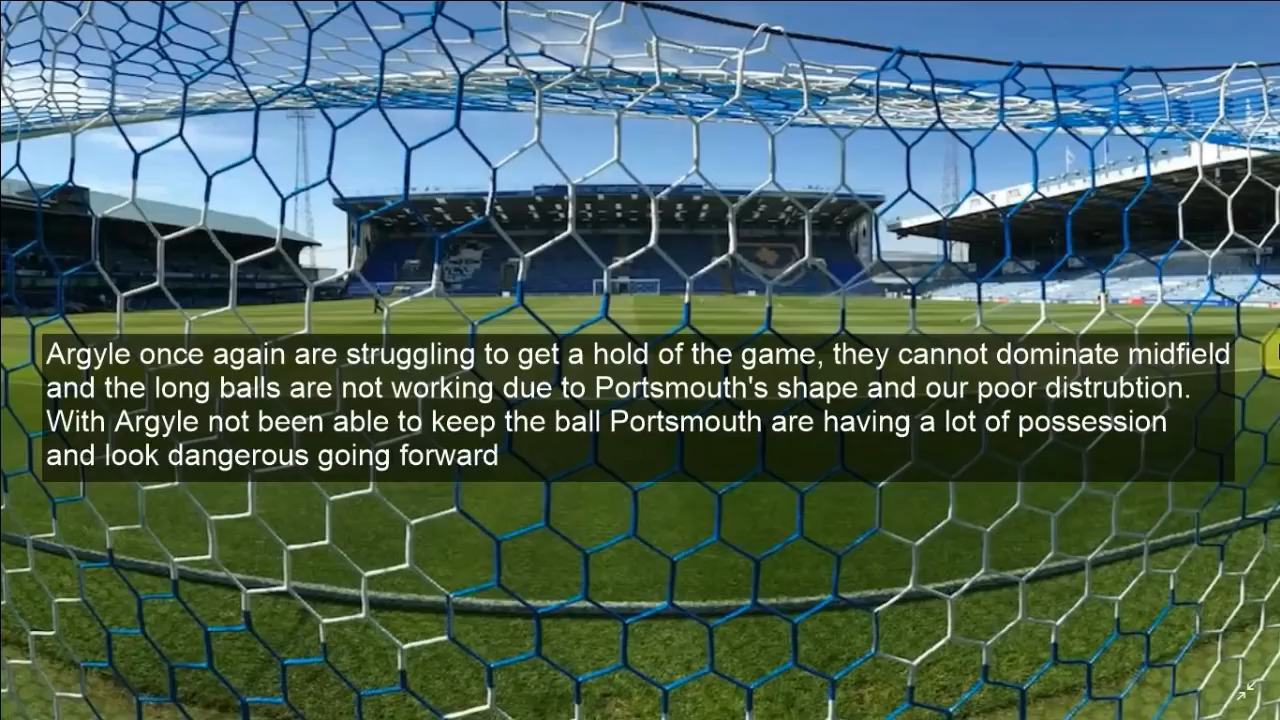 Argyle once again are struggling to get a hold of the game, they cannot dominate midfield
and the long balls are not working due to Portsmouth's shape and our poor distrubtion.
With Argyle not been able to keep the ball Portsmouth are having a lot of possession
and look dangerous going forward